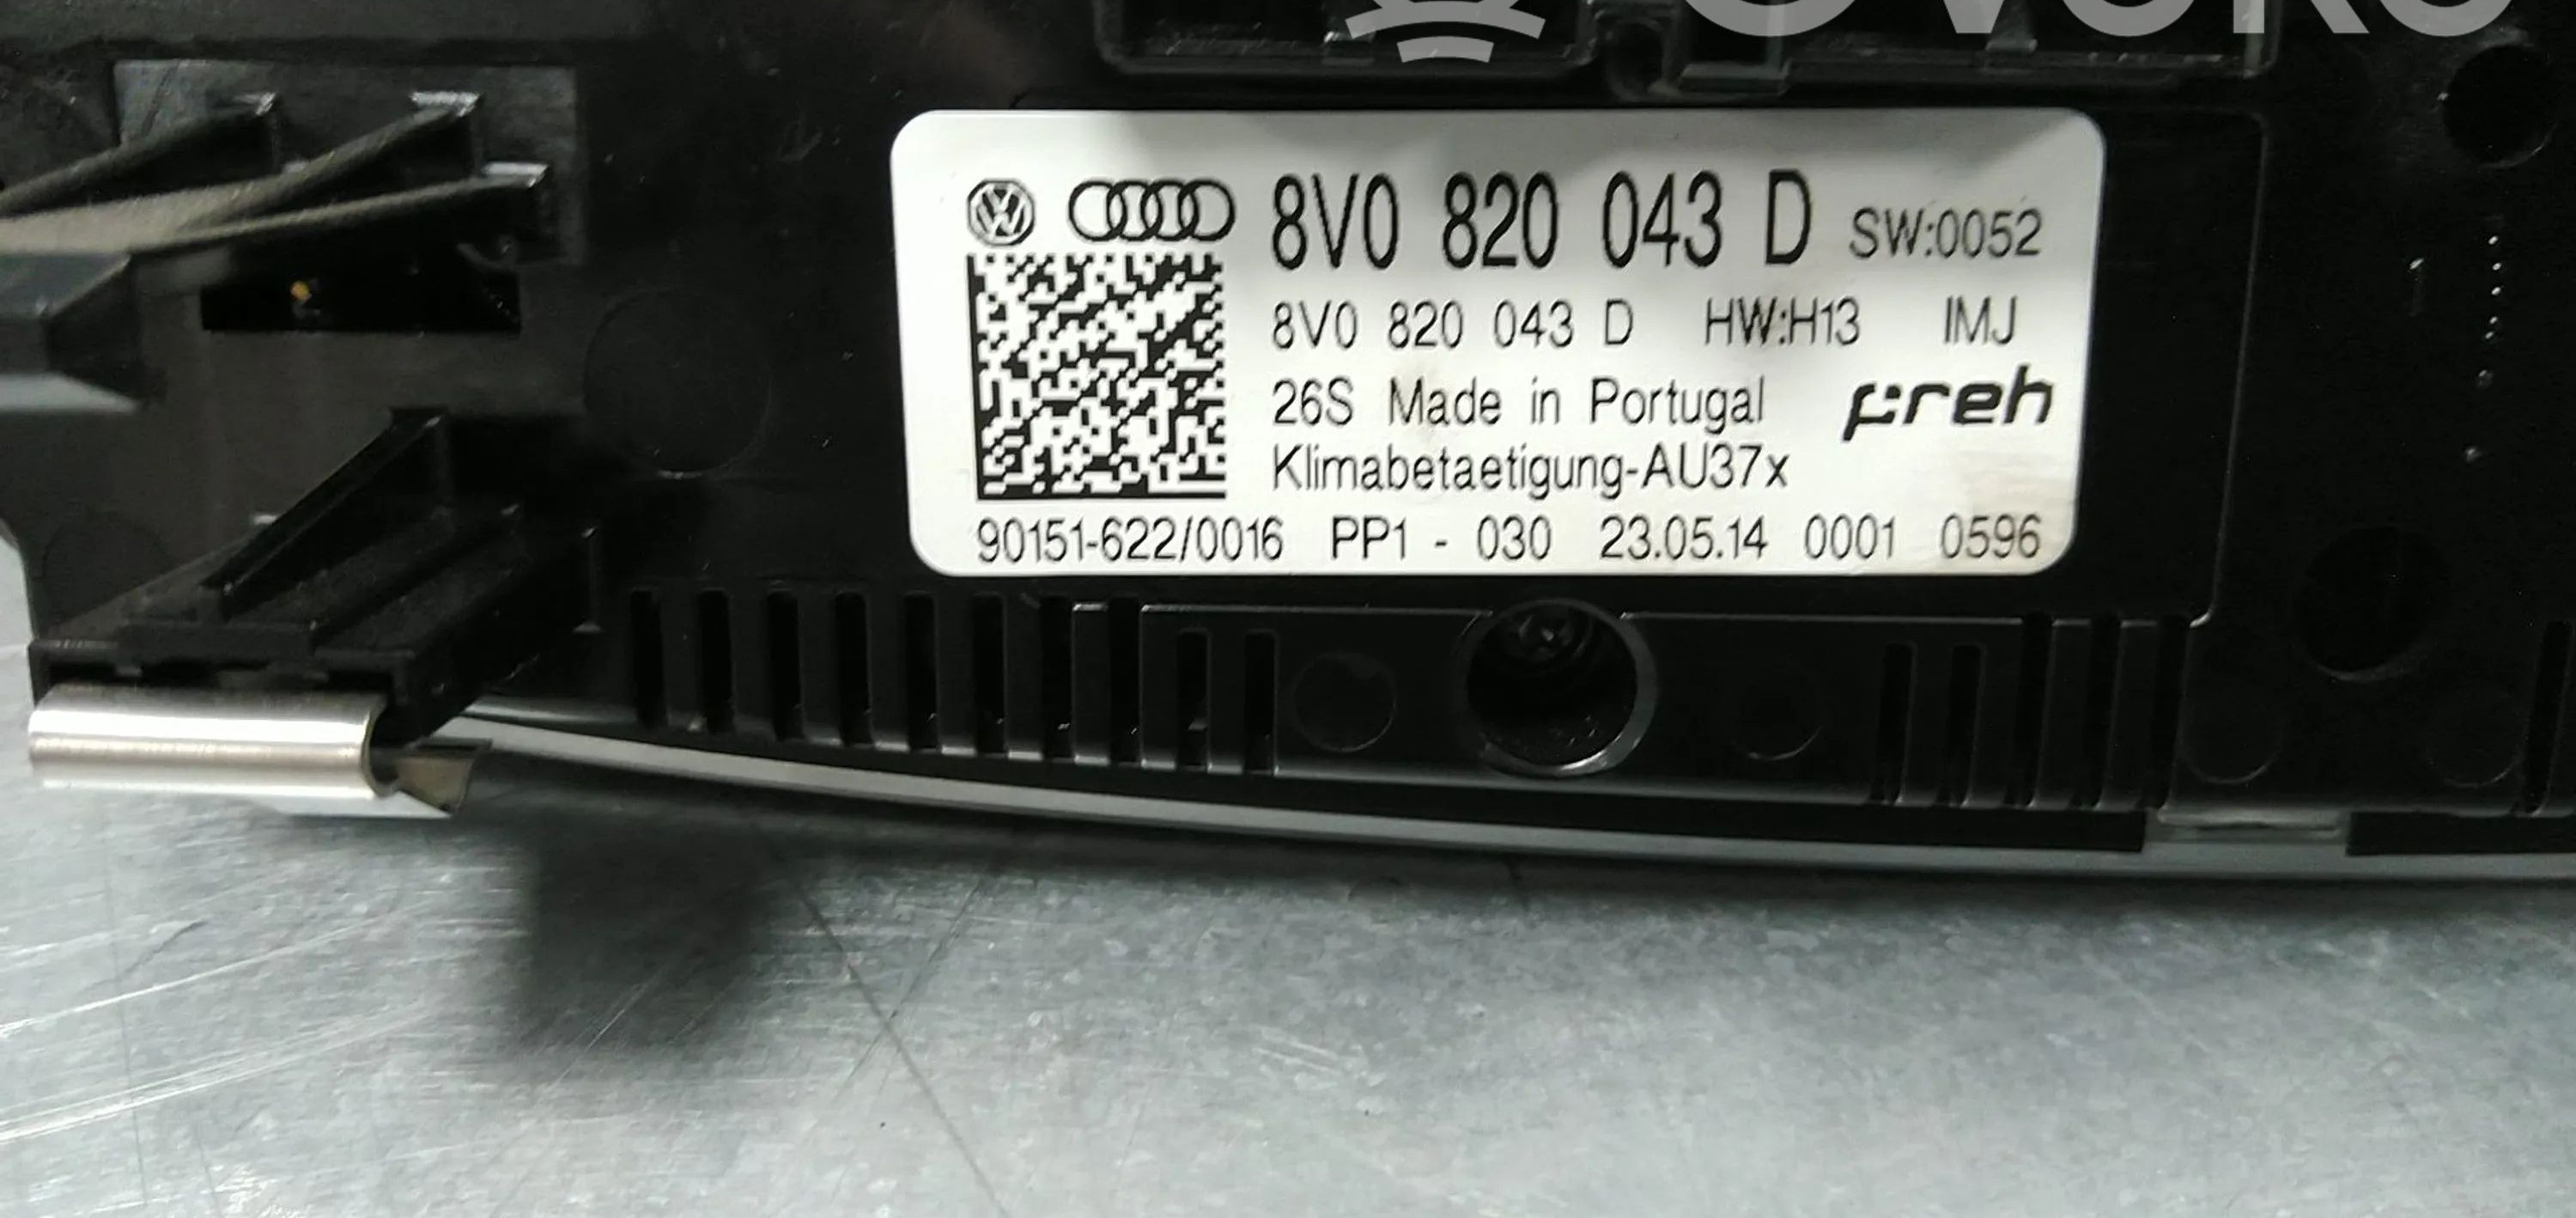 8V0 820 043 D SW:0052
8V0 820 043 D HW:H13 IMJ
26S Made in Portugal preh
Klimabetaetigung-AU37x
90151-622/0016 PP1 - 030 23.05.14 0001 0596